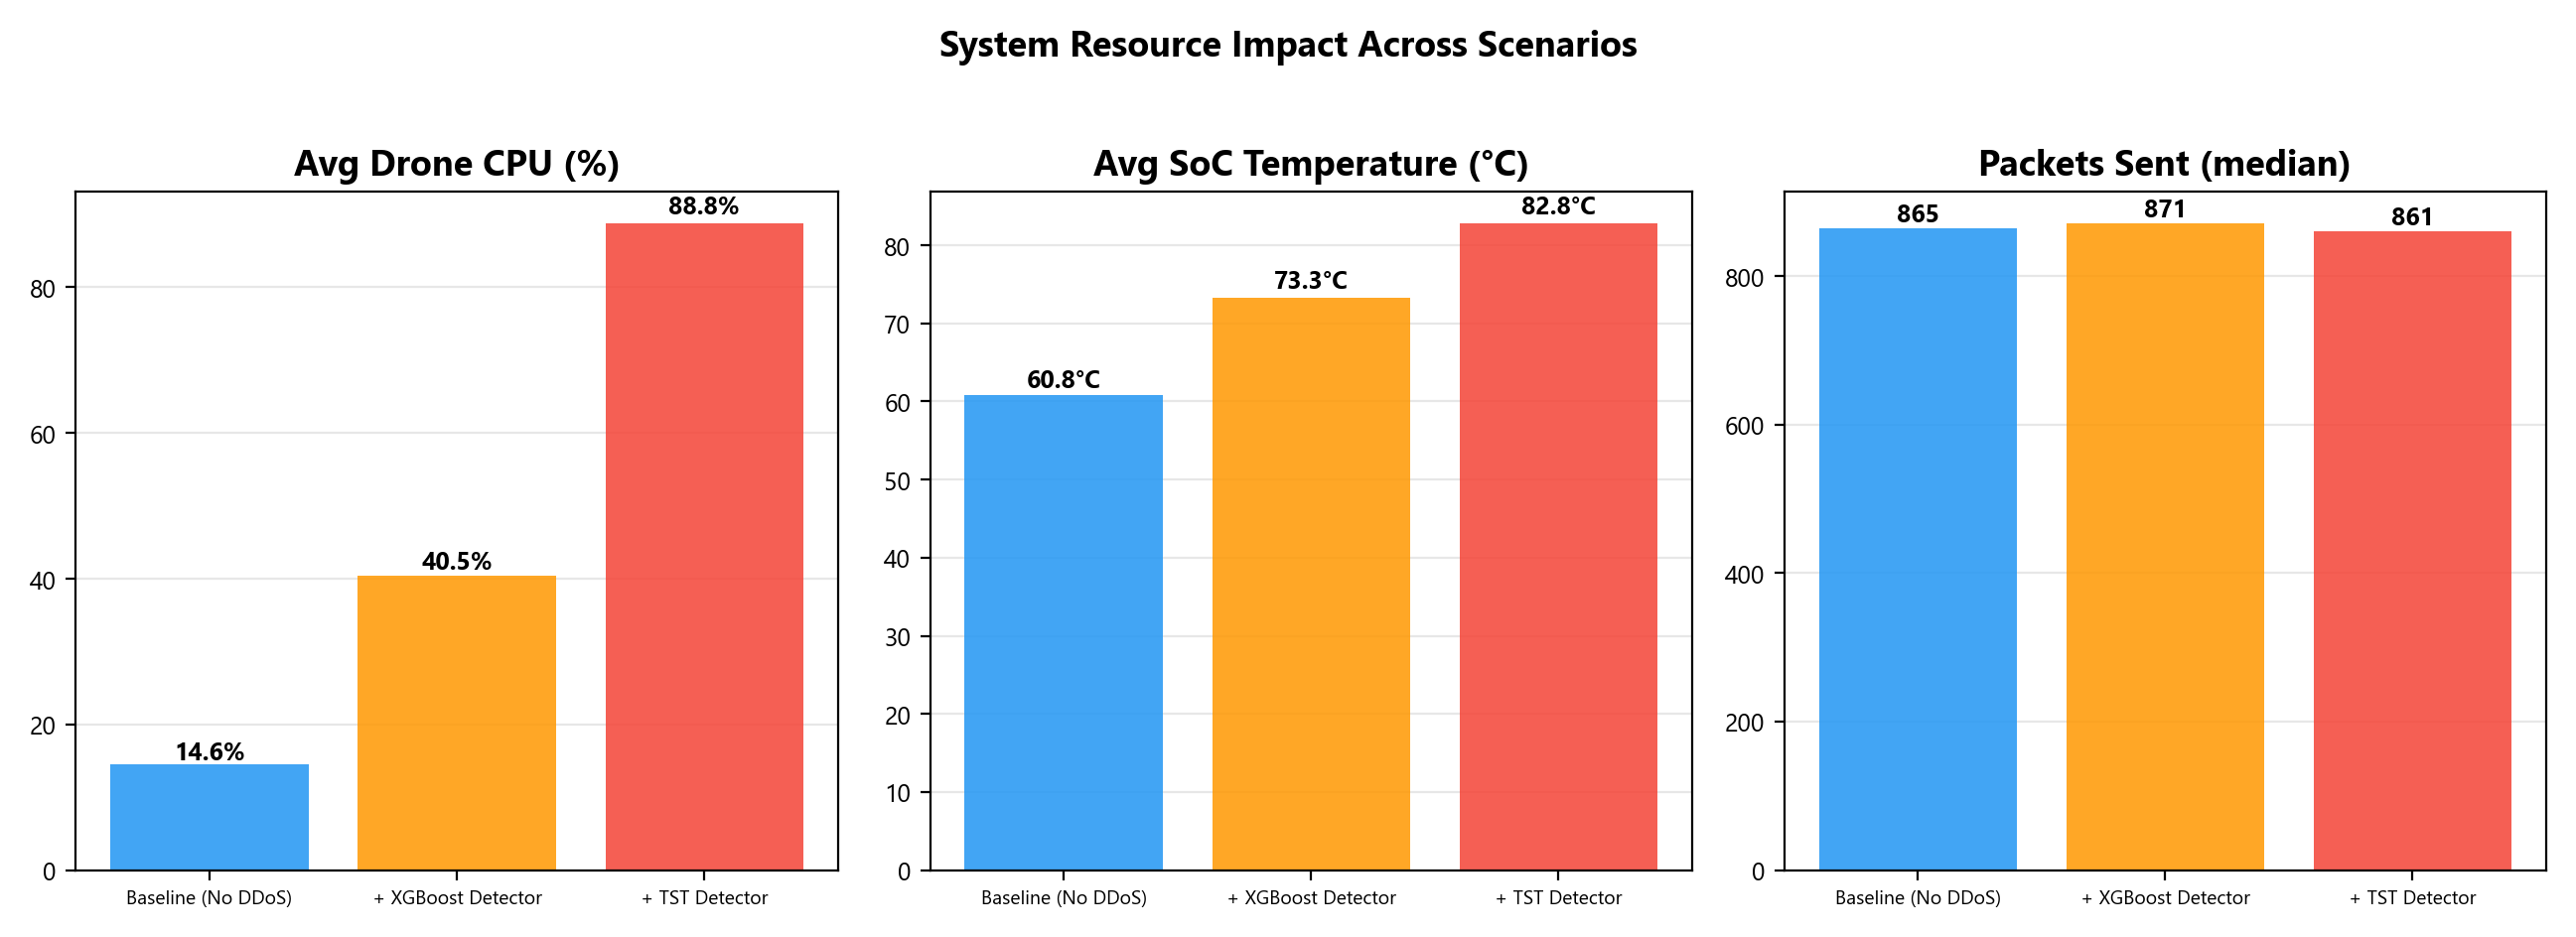 System Resource Impact Across Scenarios
Avg Drone CPU (%)
88.8%
80
60
40.5%
40
20
14.6%
0
Baseline (No DDoS)
+ XGBoost Detector
+ TST Detector
Avg SoC Temperature (°C)
82.8°C
80
73.3°C
70
60.8°C
60
50
40
30
20
10
0
Baseline (No DDoS)
+ XGBoost Detector
+ TST Detector
Packets Sent (median)
865
871
861
800
600
400
200
0
Baseline (No DDoS)
+ XGBoost Detector
+ TST Detector